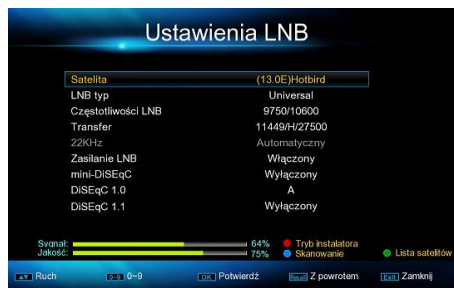 Ustawienia LNB
Satelita (13.0E)Hotbird
LNB typ Universal
Częstotliwości LNB 9750/10600
Transfer 11449/H/27500
22KHz Automatyczny
Zasilanie LNB Włączony
mini-DiSEqC Wyłączony
DiSEqC 1.0 A
DiSEqC 1.1 Wyłączony
Sygnał: 64% Tryb instalatora
Jakość: 75% Skanowanie Lista satelitów
▲▼ Ruch 0~9 0~9 OK Potwierdź Recall Z powrotem Exit Zamknij